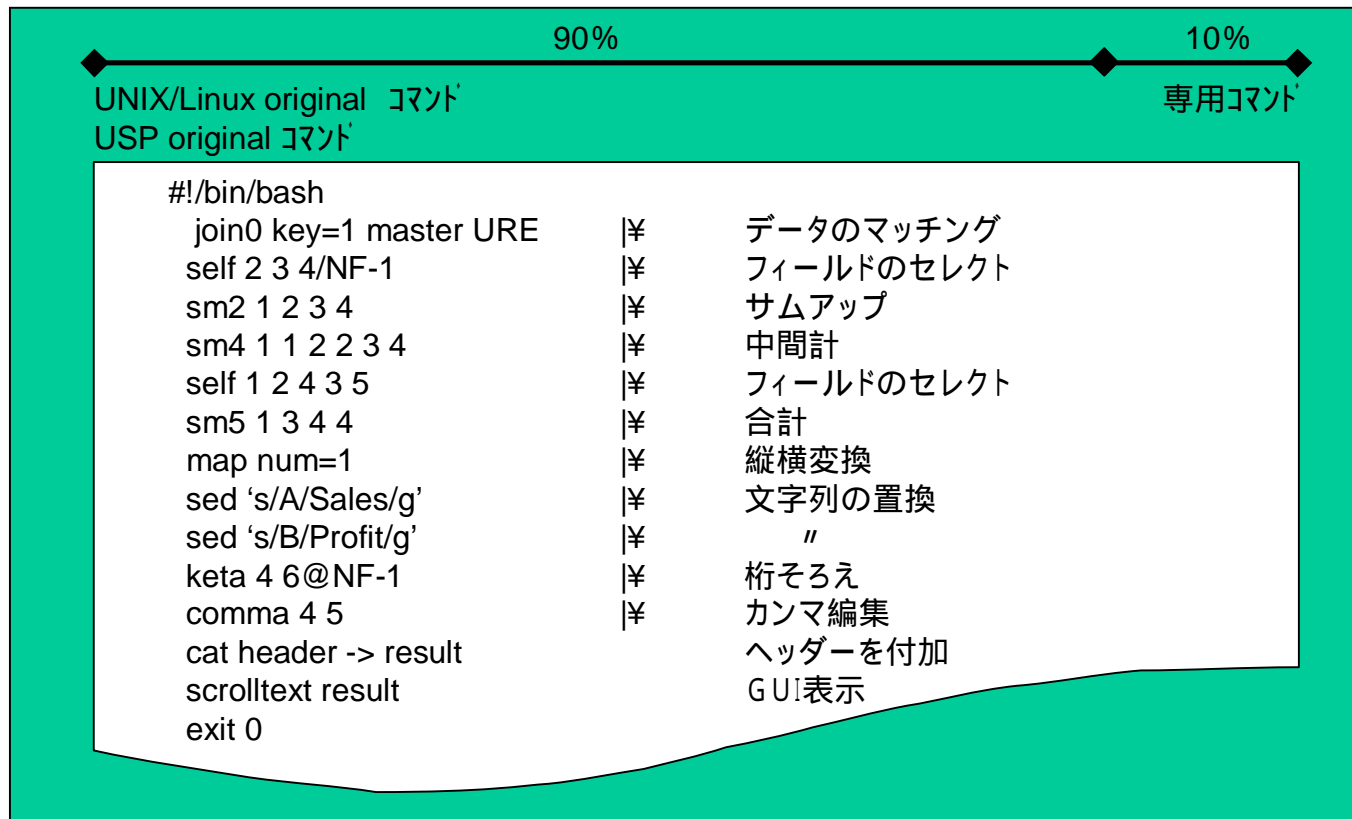 90% 10%
UNIX/Linux original ｺﾏﾝﾄﾞ 専用ｺﾏﾝﾄﾞ
USP original ｺﾏﾝﾄﾞ
#!/bin/bash
join0 key=1 master URE |¥ データのマッチング
self 2 3 4/NF-1 |¥ フィールドのセレクト
sm2 1 2 3 4 |¥ サムアップ
sm4 1 1 2 2 3 4 |¥ 中間計
self 1 2 4 3 5 |¥ フィールドのセレクト
sm5 1 3 4 4 |¥ 合計
map num=1 |¥ 縦横変換
sed ‘s/A/Sales/g’ |¥ 文字列の置換
sed ‘s/B/Profit/g’ |¥ 〃
keta 4 6@NF-1 |¥ 桁そろえ
comma 4 5 |¥ カンマ編集
cat header -> result ヘッダーを付加
scrolltext result ＧＵＩ表示
exit 0